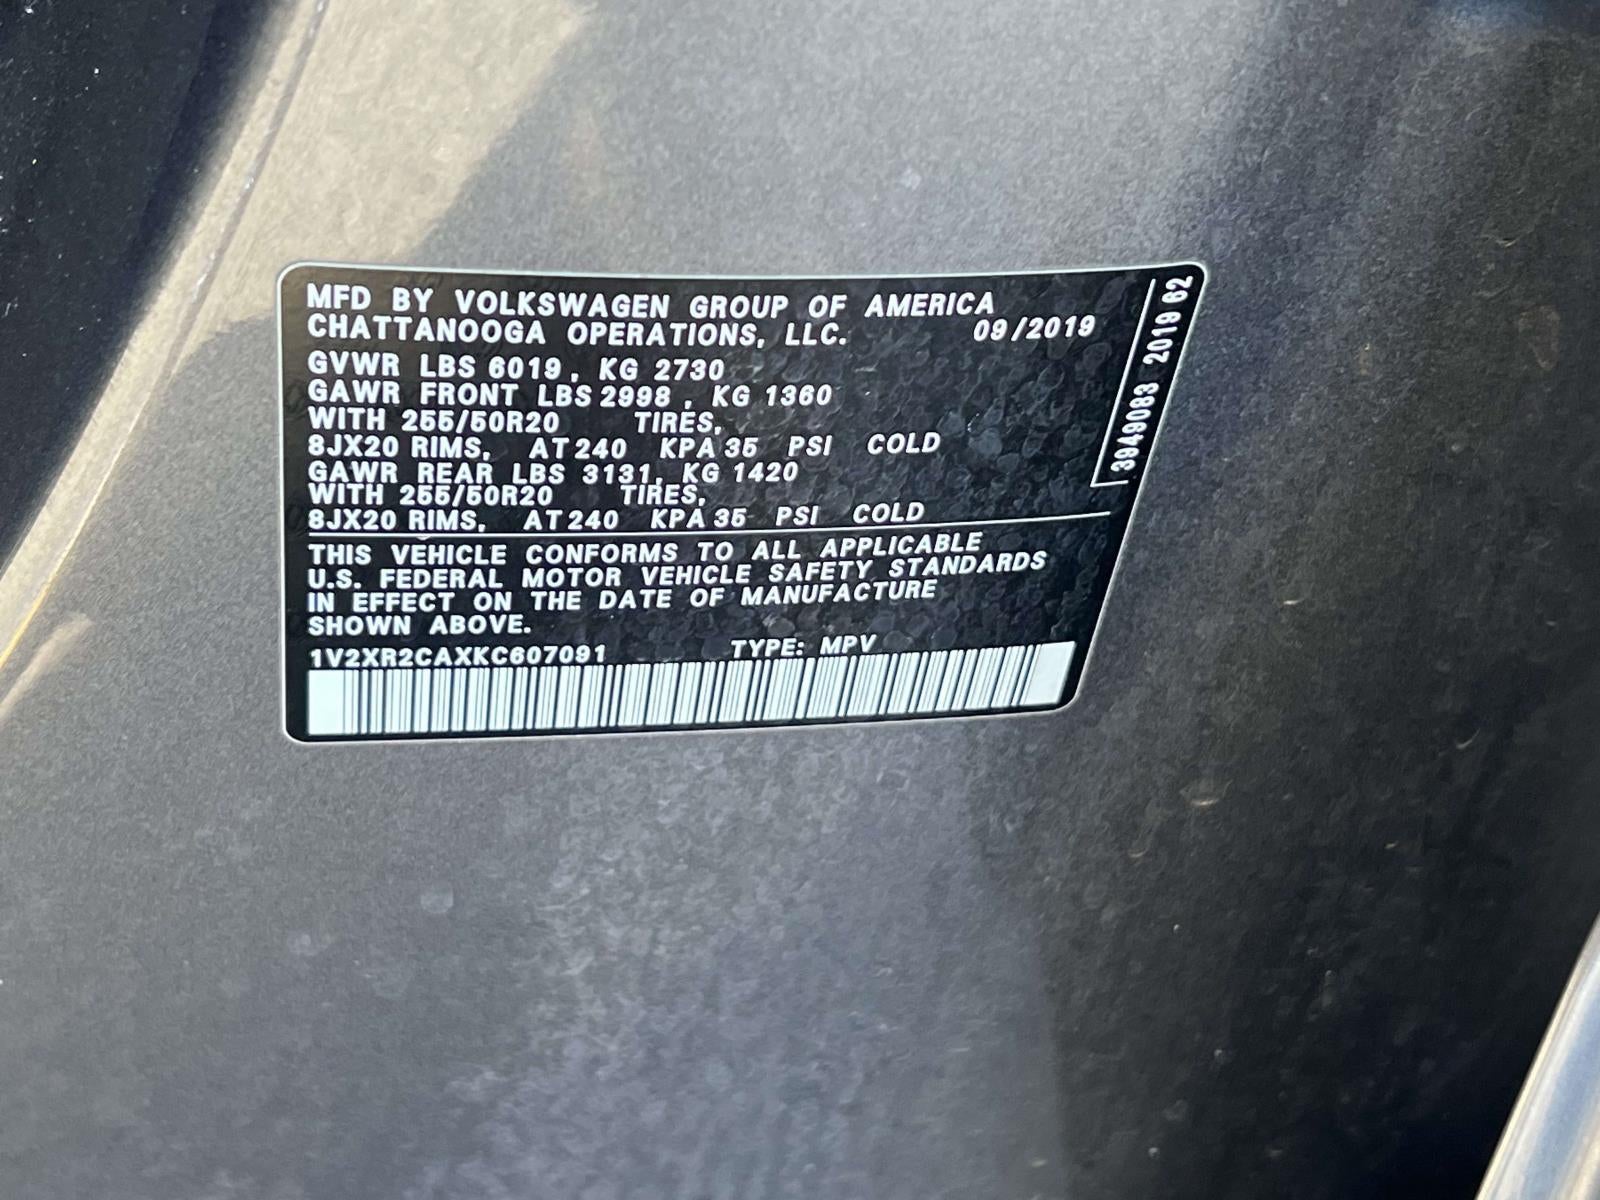 MFD BY VOLKSWAGEN GROUP OF AMERICA
CHATTANOOGA OPERATIONS, LLC. 09/2019
GVWR LBS 6019, KG 2730
GAWR FRONT LBS 2998, KG 1360
WITH 255/50R20 TIRES,
8JX20 RIMS, AT 240 KPA 35 PSI COLD
GAWR REAR LBS 3131, KG 1420
WITH 255/50R20 TIRES,
8JX20 RIMS, AT 240 KPA 35 PSI COLD
THIS VEHICLE CONFORMS TO ALL APPLICABLE
U.S. FEDERAL MOTOR VEHICLE SAFETY STANDARDS
IN EFFECT ON THE DATE OF MANUFACTURE
SHOWN ABOVE.
1V2XR2CAXKC607091 TYPE: MPV
3949083 2019 62